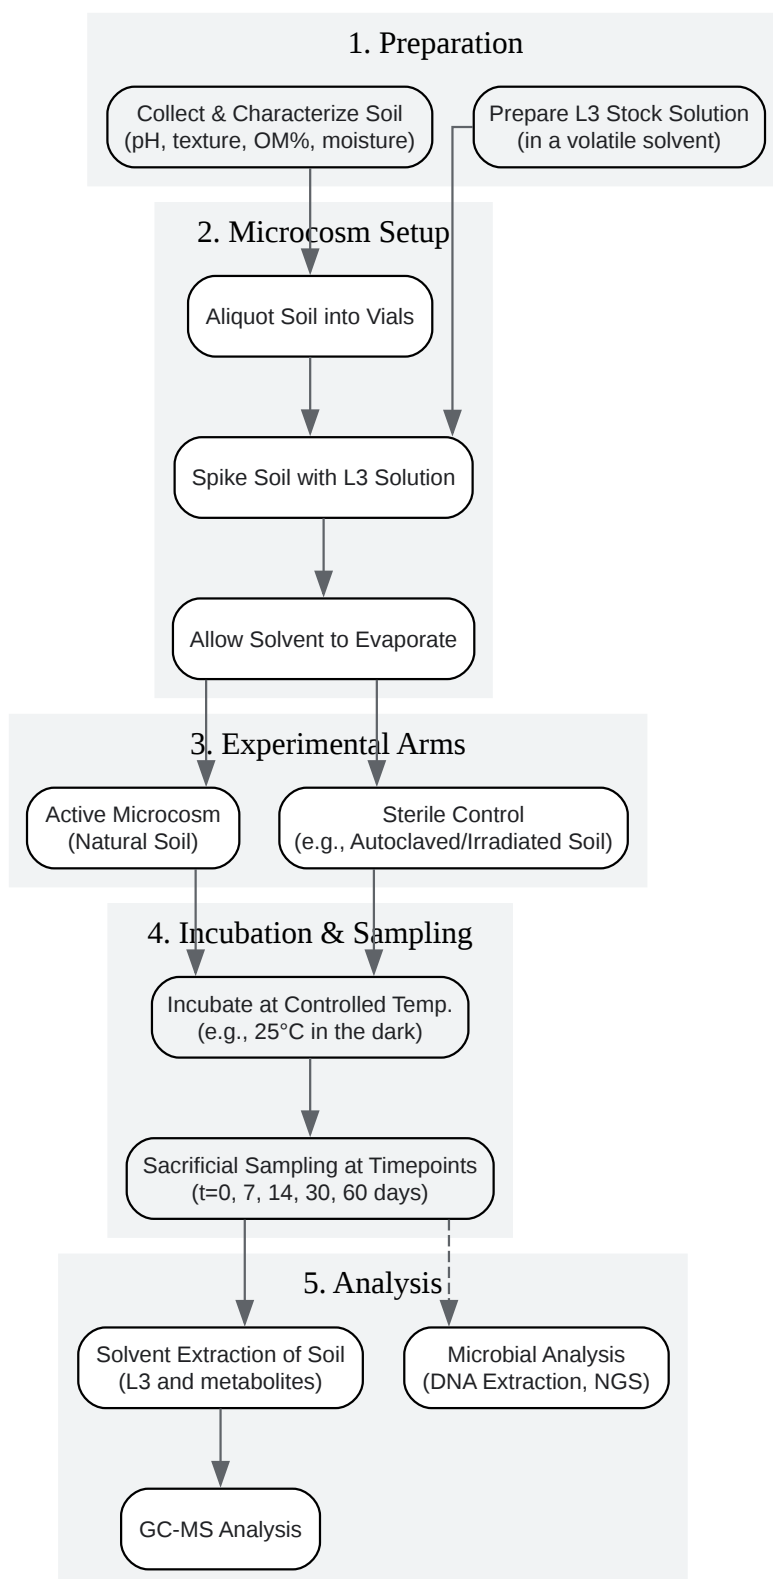 1. Preparation
Collect & Characterize Soil
(pH, texture, OM%, moisture)
Prepare L3 Stock Solution
(in a volatile solvent)
2. Microcosm Setup
Aliquot Soil into Vials
Spike Soil with L3 Solution
Allow Solvent to Evaporate
3. Experimental Arms
Active Microcosm
(Natural Soil)
Sterile Control
(e.g., Autoclaved/Irradiated Soil)
4. Incubation & Sampling
Incubate at Controlled Temp.
(e.g., 25°C in the dark)
Sacrificial Sampling at Timepoints
(t=0, 7, 14, 30, 60 days)
5. Analysis
Solvent Extraction of Soil
(L3 and metabolites)
Microbial Analysis
(DNA Extraction, NGS)
GC-MS Analysis